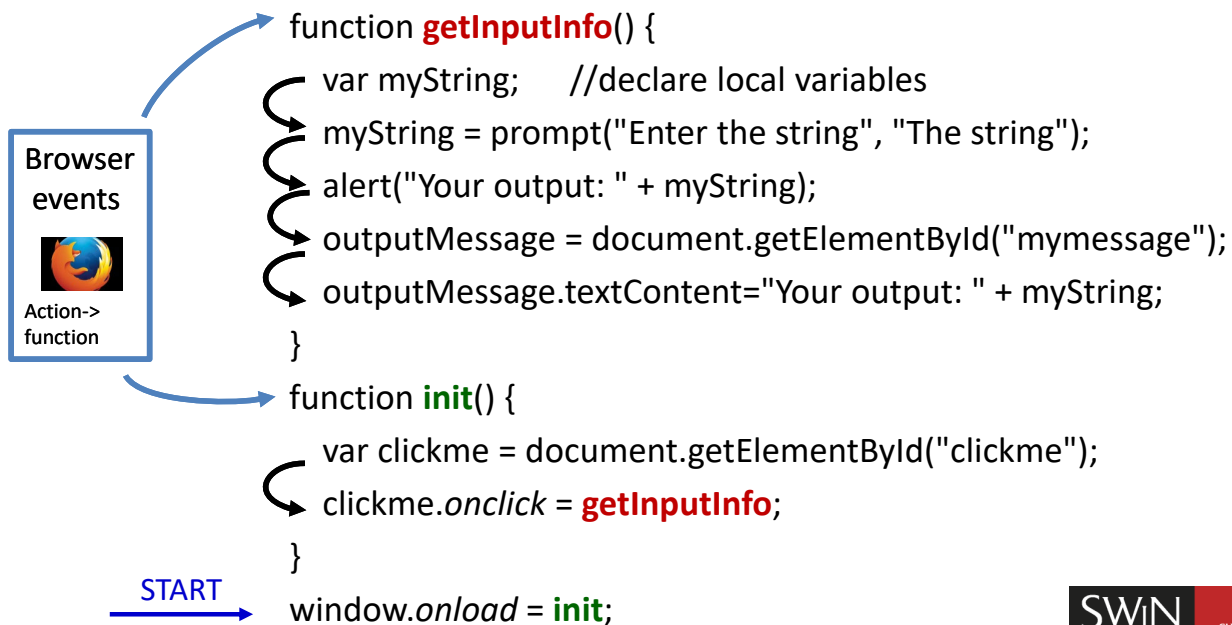 function getInputInfo() {
var myString; //declare local variables
myString = prompt("Enter the string", "The string");
alert("Your output: " + myString);
outputMessage = document.getElementById("mymessage");
outputMessage.textContent="Your output: " + myString;
}
Browser
events
Action->
function
function init() {
var clickme = document.getElementById("clickme");
clickme.onclick = getInputInfo;
}
START
window.onload = init;
SWIN